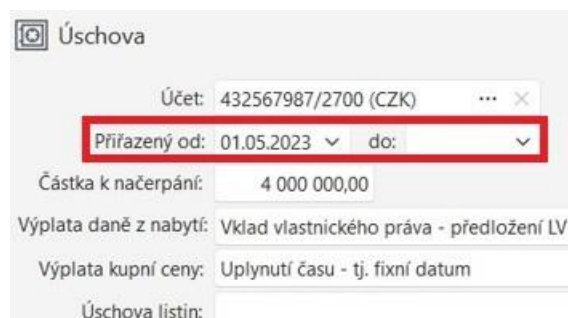 Úschova
Účet: 432567987/2700 (CZK) ... ×
Přiřazený od: 01.05.2023 do:
Částka k načerpání: 4 000 000,00
Výplata daně z nabytí: Vklad vlastnického práva - předložení LV
Výplata kupní ceny: Uplynutí času - tj. fixní datum
Úschova listin: